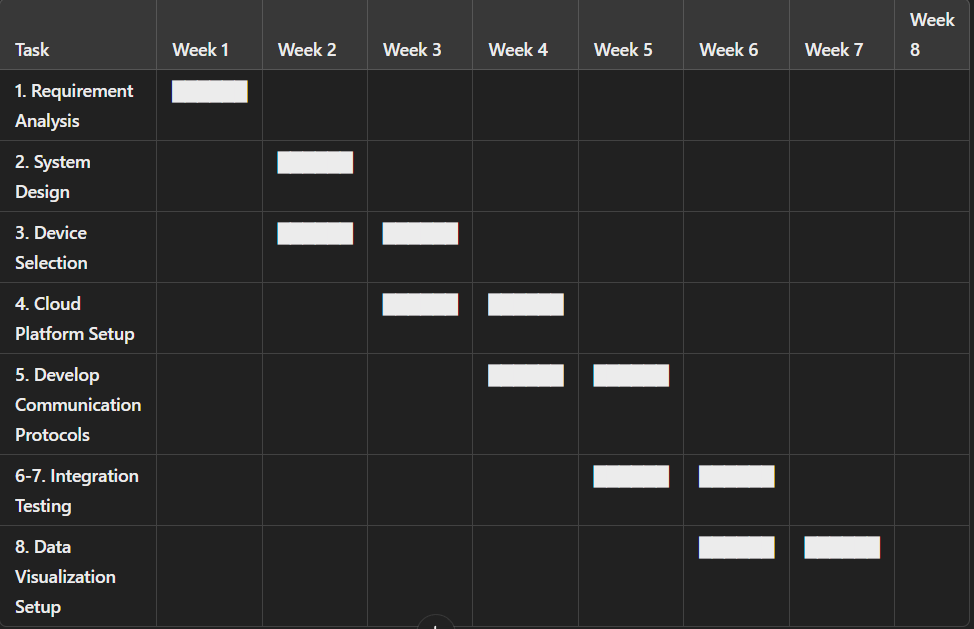 Week
Task Week 1 Week 2 Week 3 Week 4 Week 5 Week 6 Week 7 8
1. Requirement
Analysis
2. System
Design
3. Device
Selection
4. Cloud
Platform Setup
5. Develop
Communication
Protocols
6-7. Integration
Testing
8. Data
Visualization
Setup